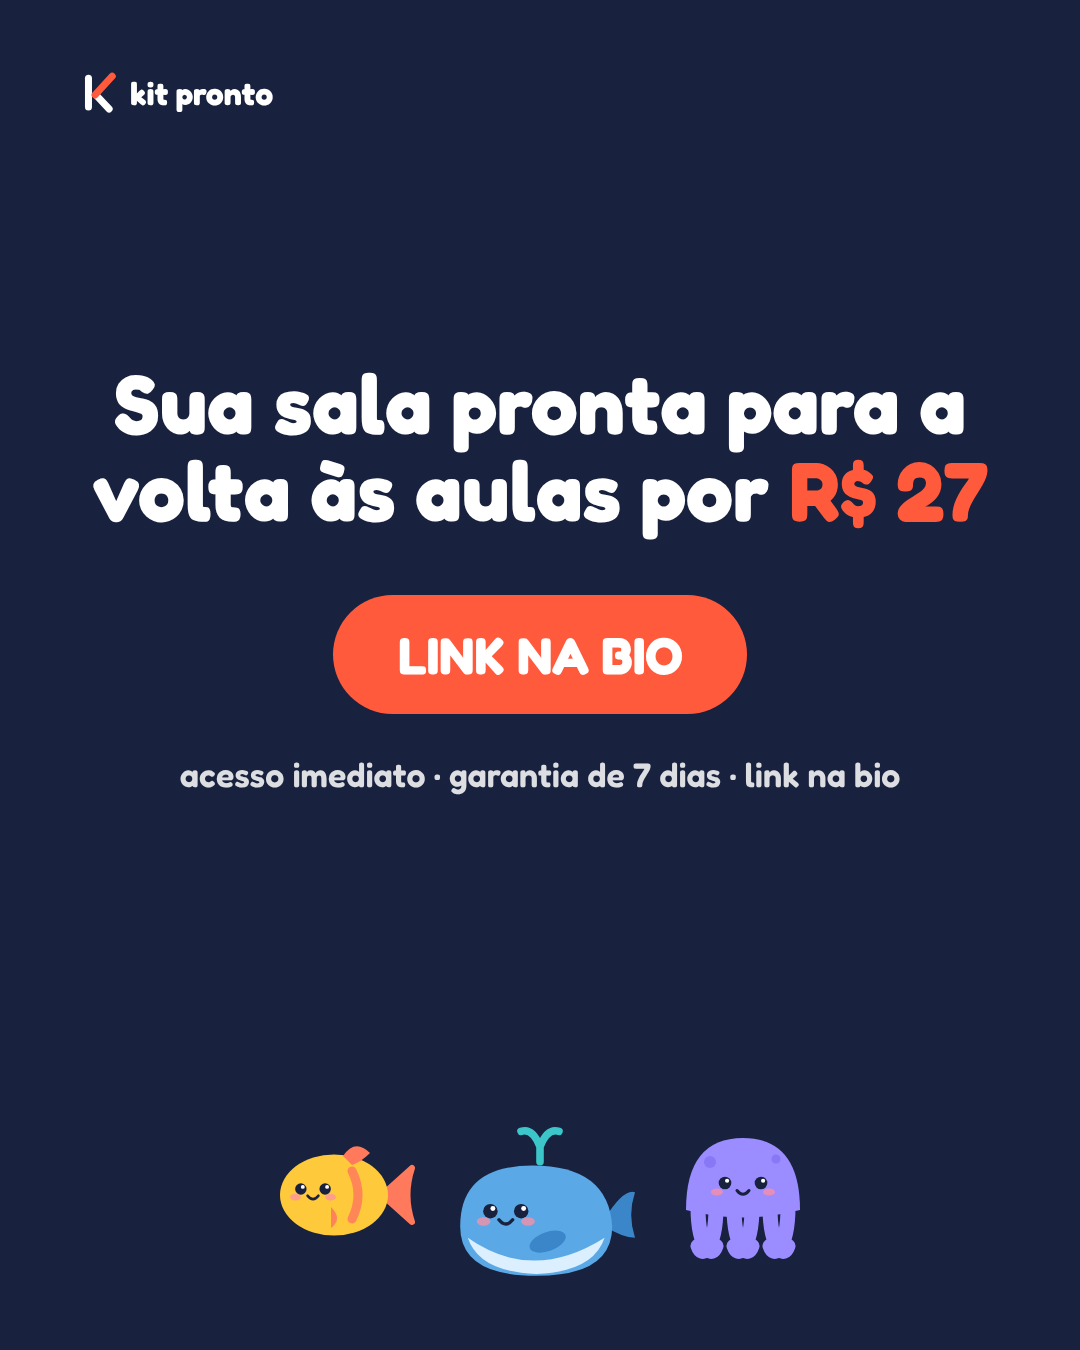 kit pronto
Sua sala pronta para a
volta às aulas por R$ 27
LINK NA BIO
acesso imediato · garantia de 7 dias · link na bio